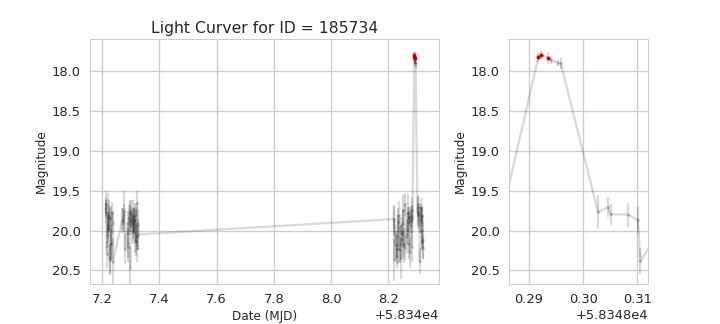 Light Curver for ID = 185734
Magnitude
18.0
18.5
19.0
19.5
20.0
20.5
7.2 7.4 7.6 7.8 8.0 8.2
Date (MJD)
+5.834e4
Magnitude
18.0
18.5
19.0
19.5
20.0
20.5
0.29 0.30 0.31
+5.8348e4